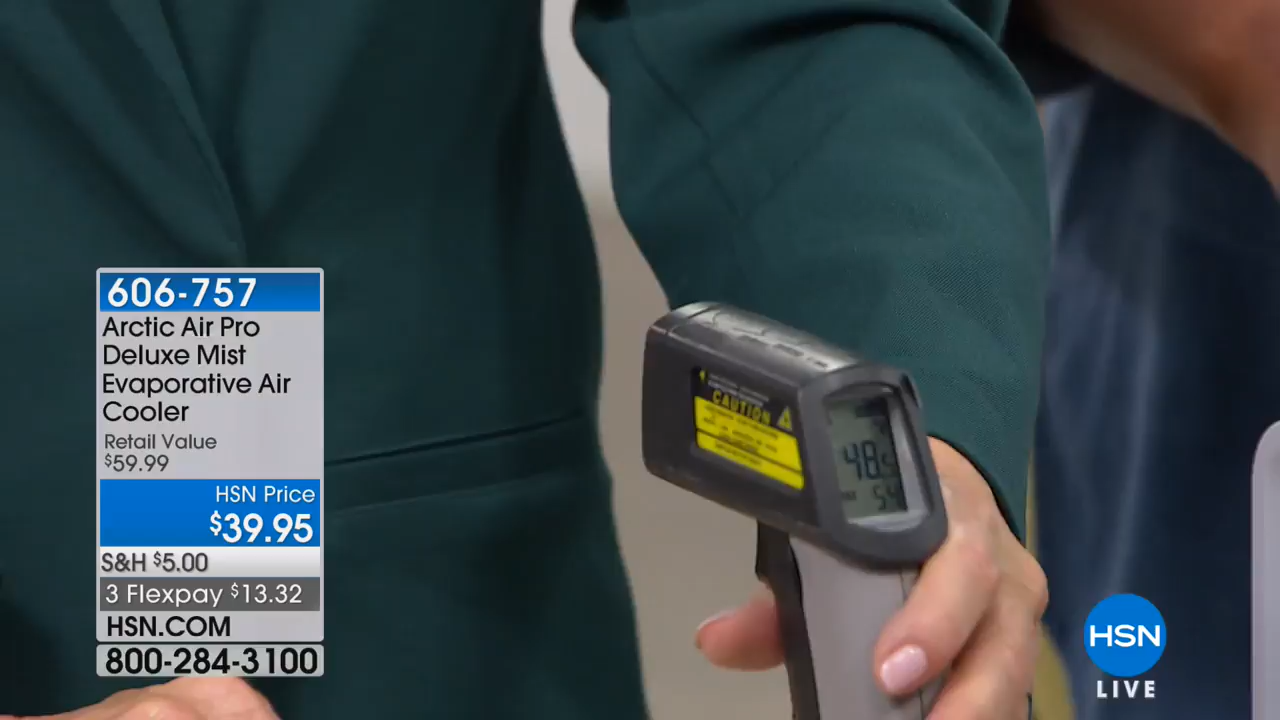 606-757
Arctic Air Pro
Deluxe Mist
Evaporative Air
Cooler
Retail Value
$59.99
HSN Price
$39.95
S&H $5.00
3 Flexpay $13.32
HSN.COM
800-284-3100
CAUTION
48.5
HSN
LIVE